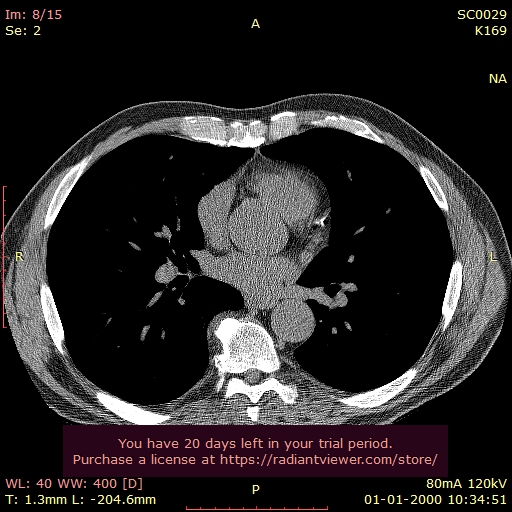 Im: 8/15
Se: 2
A
SC0029
K169
NA
R
L
You have 20 days left in your trial period.
Purchase a license at https://radiantviewer.com/store/
WL: 40 WW: 400 [D]
T: 1.3mm L: -204.6mm
P
80mA 120kV
01-01-2000 10:34:51